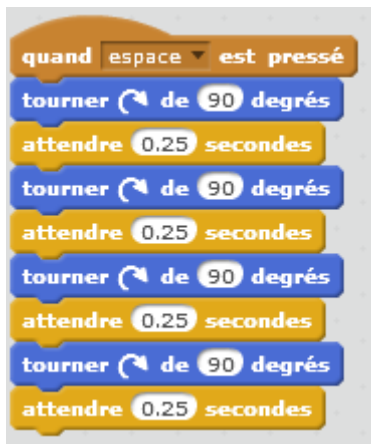 quand espace est pressé
tourner de 90 degrés
attendre 0.25 secondes
tourner de 90 degrés
attendre 0.25 secondes
tourner de 90 degrés
attendre 0.25 secondes
tourner de 90 degrés
attendre 0.25 secondes